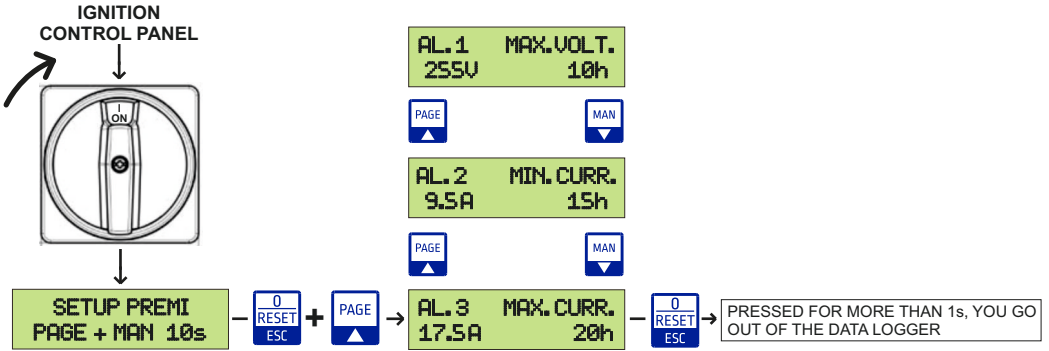 IGNITION
CONTROL PANEL
I
ON
SETUP PREMI
PAGE + MAN 10s
0
RESET
ESC
+
PAGE
AL.1 MAX.VOLT.
255V 10h
PAGE
MAN
AL.2 MIN.CURR.
9.5A 15h
PAGE
MAN
AL.3 MAX.CURR.
17.5A 20h
0
RESET
ESC
PRESSED FOR MORE THAN 1s, YOU GO
OUT OF THE DATA LOGGER